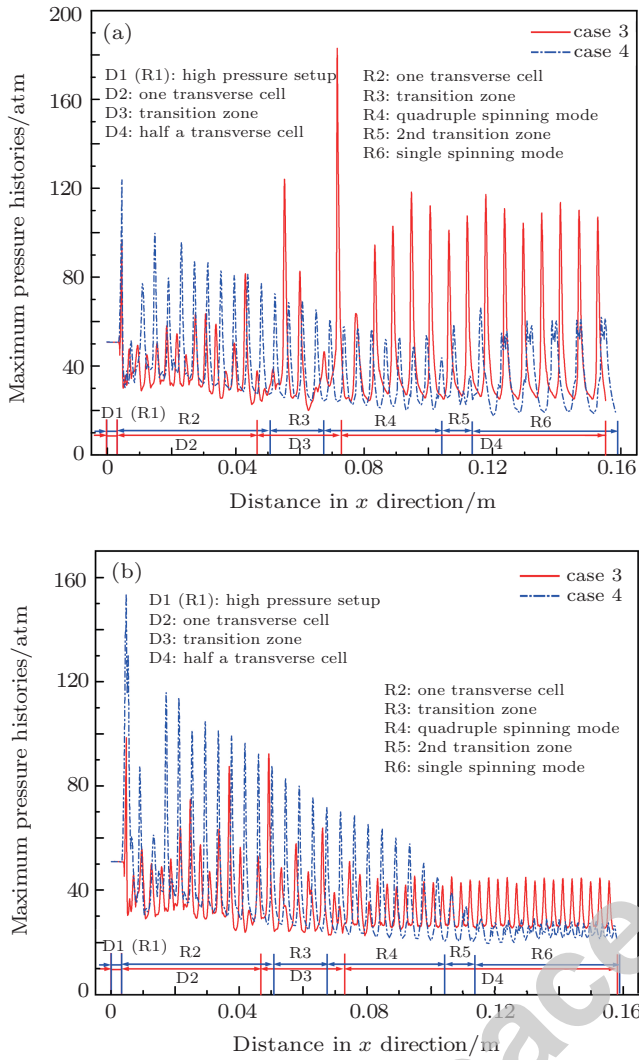 (a)
case 3
case 4
D1 (R1): high pressure setup
D2: one transverse cell
D3: transition zone
D4: half a transverse cell
R2: one transverse cell
R3: transition zone
R4: quadruple spinning mode
R5: 2nd transition zone
R6: single spinning mode
Maximum pressure histories/atm
200
160
120
80
40
0
D1 (R1)
R2
R3
R4
R5
R6
D2
D3
D4
0
0.04
0.08
0.12
0.16
Distance in x direction/m
(b)
case 3
case 4
D1 (R1): high pressure setup
D2: one transverse cell
D3: transition zone
D4: half a transverse cell
R2: one transverse cell
R3: transition zone
R4: quadruple spinning mode
R5: 2nd transition zone
R6: single spinning mode
Maximum pressure histories/atm
160
120
80
40
0
D1 (R1)
R2
R3
R4
R5
R6
D2
D3
D4
0
0.04
0.08
0.12
0.16
Distance in x direction/m